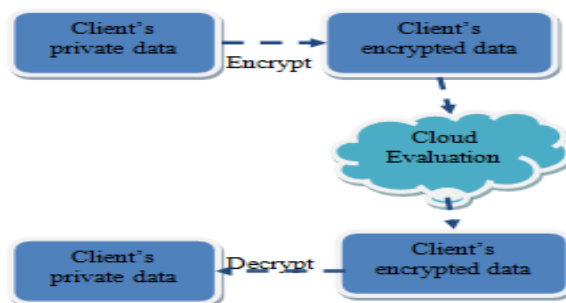 Client's
private data
Encrypt
Client's
encrypted data
Cloud
Evaluation
Client's
encrypted data
Decrypt
Client's
private data